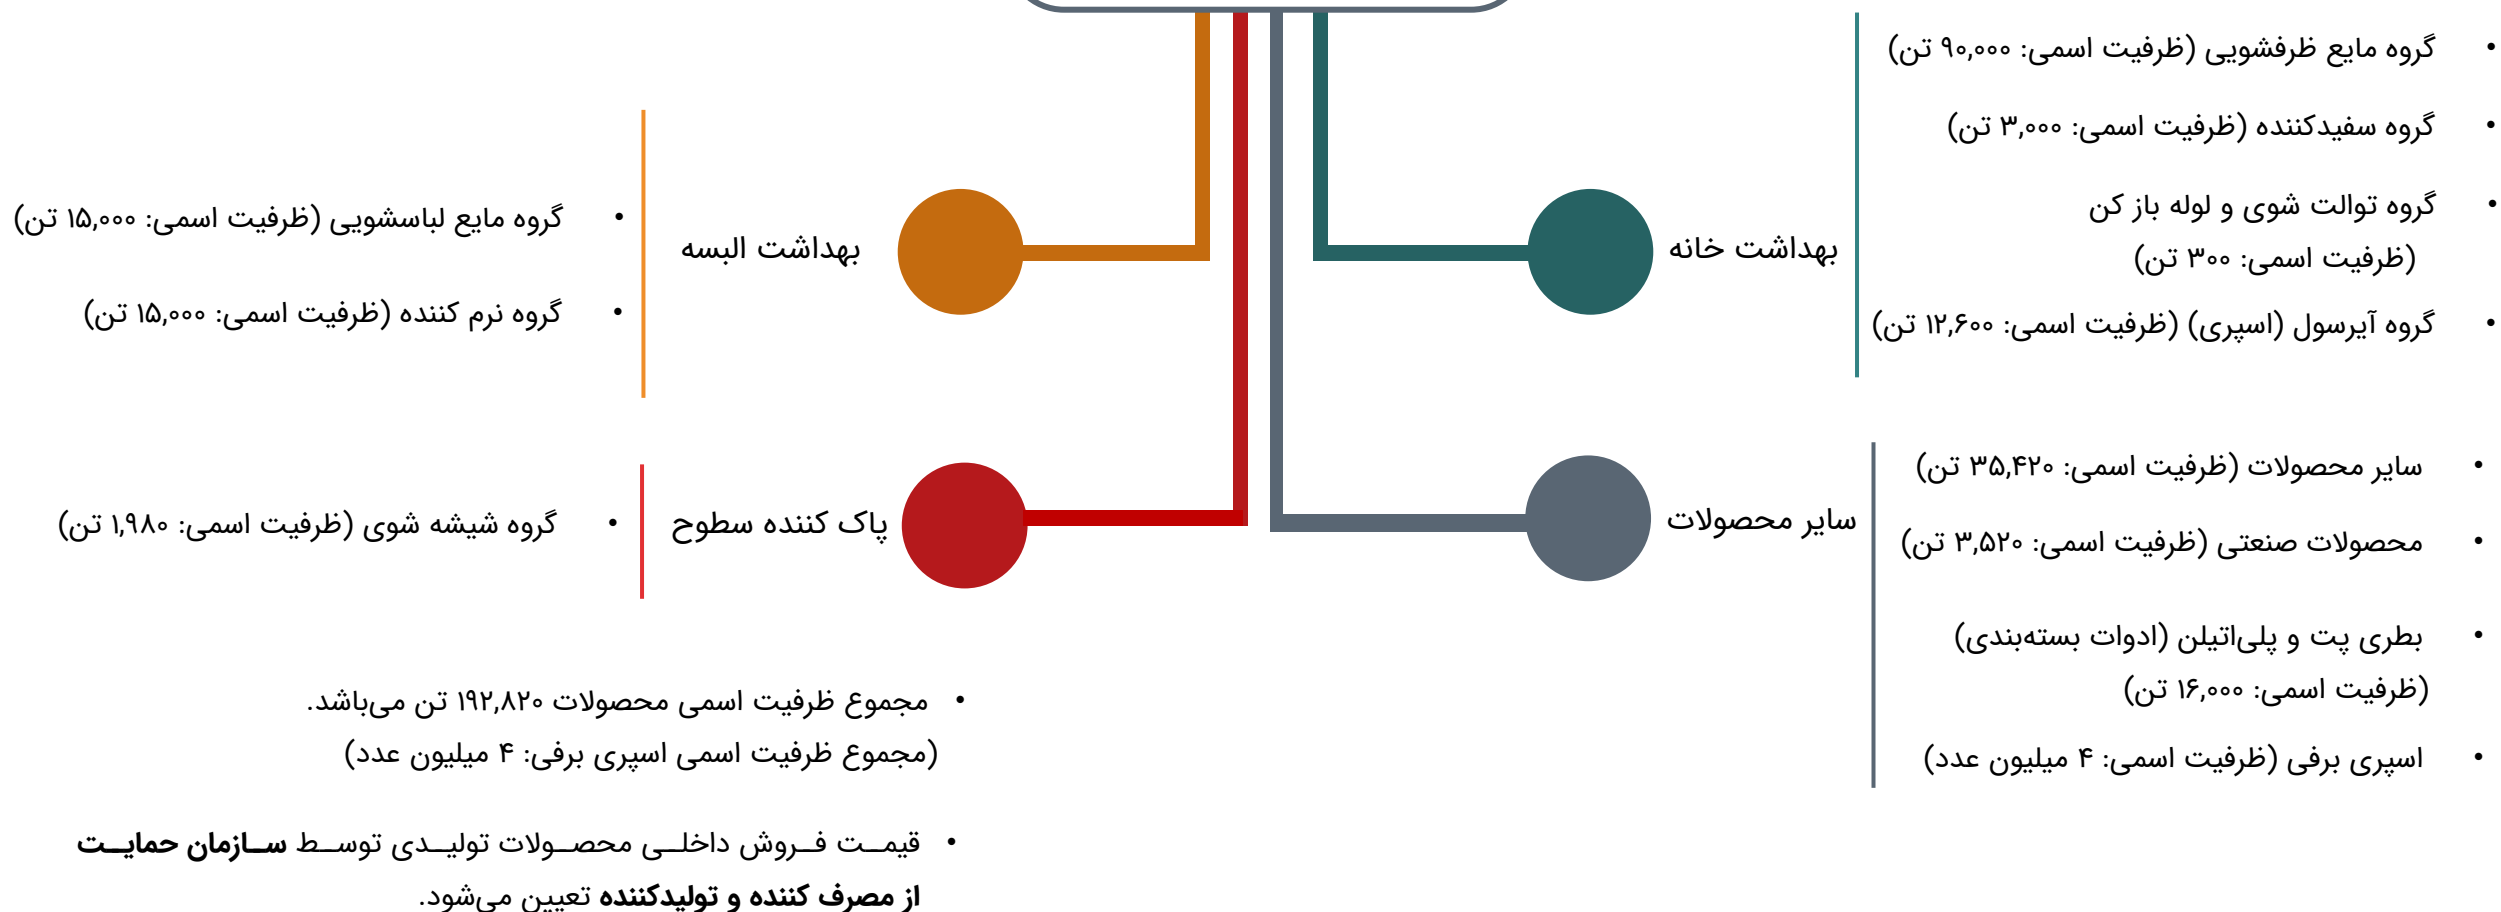 بهداشت خانه
• گروه مایع ظرفشویی (ظرفیت اسمی: ۹۰,۰۰۰ تن)
• گروه سفیدکننده (ظرفیت اسمی: ۳,۰۰۰ تن)
• گروه توالت شوی و لوله باز کن
(ظرفیت اسمی: ۳۰۰ تن)
• گروه آیرسول (اسپری) (ظرفیت اسمی: ۱۲,۶۰۰ تن)
بهداشت البسه
• گروه مایع لباسشویی (ظرفیت اسمی: ۱۵,۰۰۰ تن)
• گروه نرم کننده (ظرفیت اسمی: ۱۵,۰۰۰ تن)
سایر محصولات
• سایر محصولات (ظرفیت اسمی: ۳۵,۴۲۰ تن)
• محصولات صنعتی (ظرفیت اسمی: ۳,۵۲۰ تن)
• بطری پت و پلی‌اتیلن (ادوات بسته‌بندی)
(ظرفیت اسمی: ۱۶,۰۰۰ تن)
• اسپری برفی (ظرفیت اسمی: ۴ میلیون عدد)
پاک کننده سطوح
• گروه شیشه شوی (ظرفیت اسمی: ۱,۹۸۰ تن)
• مجموع ظرفیت اسمی محصولات ۱۹۲,۸۲۰ تن می‌باشد.
(مجموع ظرفیت اسمی اسپری برفی: ۴ میلیون عدد)
• قیمت فروش داخلی محصولات تولیدی توسط سازمان حمایت
از مصرف کننده و تولیدکننده تعیین می‌شود.